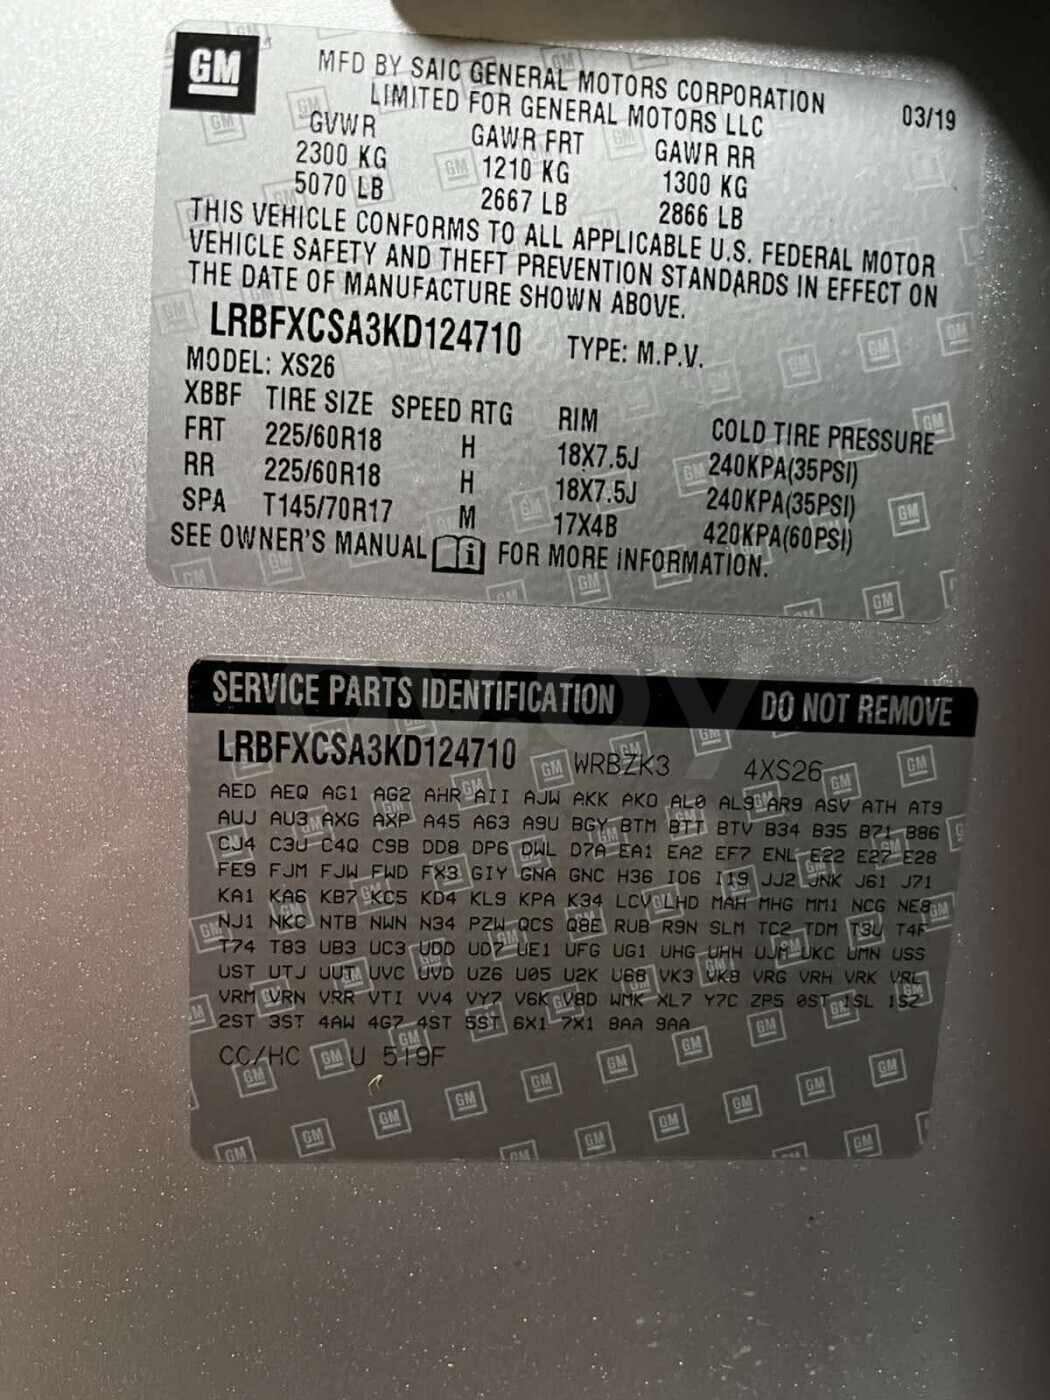 GM
MFD BY SAIC GENERAL MOTORS CORPORATION
LIMITED FOR GENERAL MOTORS LLC 03/19
GVWR GAWR FRT GAWR RR
2300 KG 1210 KG 1300 KG
5070 LB 2667 LB 2866 LB
THIS VEHICLE CONFORMS TO ALL APPLICABLE U.S. FEDERAL MOTOR
VEHICLE SAFETY AND THEFT PREVENTION STANDARDS IN EFFECT ON
THE DATE OF MANUFACTURE SHOWN ABOVE.
LRBFXCSA3KD124710 TYPE: M.P.V.
MODEL: XS26
XBBF TIRE SIZE SPEED RTG RIM COLD TIRE PRESSURE
FRT 225/60R18 H 18X7.5J 240KPA(35PSI)
RR 225/60R18 H 18X7.5J 240KPA(35PSI)
SPA T145/70R17 M 17X4B 420KPA(60PSI)
SEE OWNER'S MANUAL FOR MORE INFORMATION.
SERVICE PARTS IDENTIFICATION DO NOT REMOVE
LRBFXCSA3KD124710 WRBZK3 4XS26
AED AEQ AG1 AG2 AHR AII AJW AKK AKO AL0 AL9 AR9 ASV ATH AT9
AUJ AU3 AXG AXP A45 A63 A9U BGY BTM BTT BTV B34 B35 B71 B86
CJ4 C3U C4Q C9B DD8 DP6 DWL D7A EA1 EA2 EF7 ENL E22 E27 E28
FE9 FJM FJW FWD FX3 GIY GNA GNC H36 IO6 I19 JJ2 JNK J61 J71
KA1 KA6 KB7 KC5 KD4 KL9 KPA K34 LCV LHD MAH MHG MM1 NCG NE8
NJ1 NKC NTB NWN N34 PZW QCS Q8E RUB R9N SLM TC2 TDM T3U T4F
T74 T83 UB3 UC3 UDD UD7 UE1 UFG UG1 UHG UHH UJM UKC UMN USS
UST UTJ UUT UVC UVD UZ6 U05 U2K U68 VK3 VK8 VRG VRH VRK VRL
VRM VRN VRR VTI VV4 VY7 V6K V8D WMK XL7 Y7C ZP5 0ST 1SL 1SZ
2ST 3ST 4AW 4G7 4ST 5ST 6X1 7X1 8AA 9AA
CC/HC U 519F